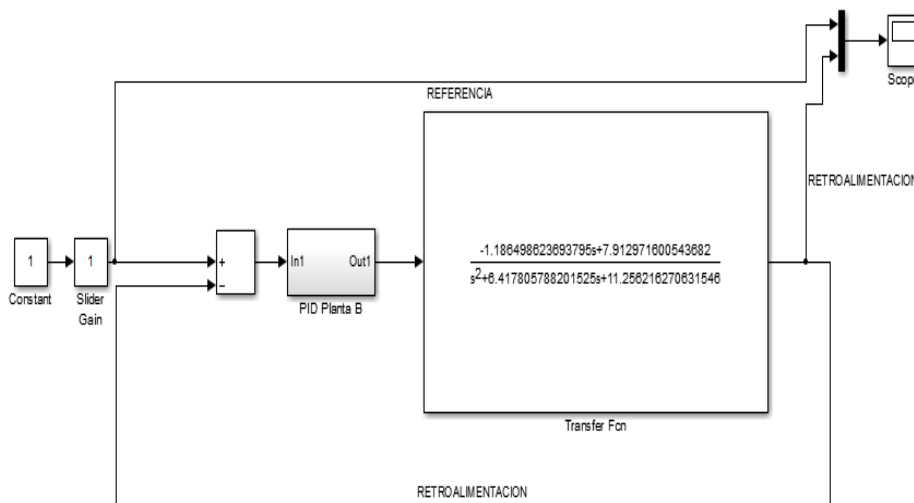 Scope
REFERENCIA
RETROALIMENTACION
-1.186498623693795s+7.912971600543682
s2+6.417805788201525s+11.256216270631546
1
Constant
1
Slider
Gain
+
−
In1
Out1
PID Planta B
Transfer Fcn
RETROALIMENTACION